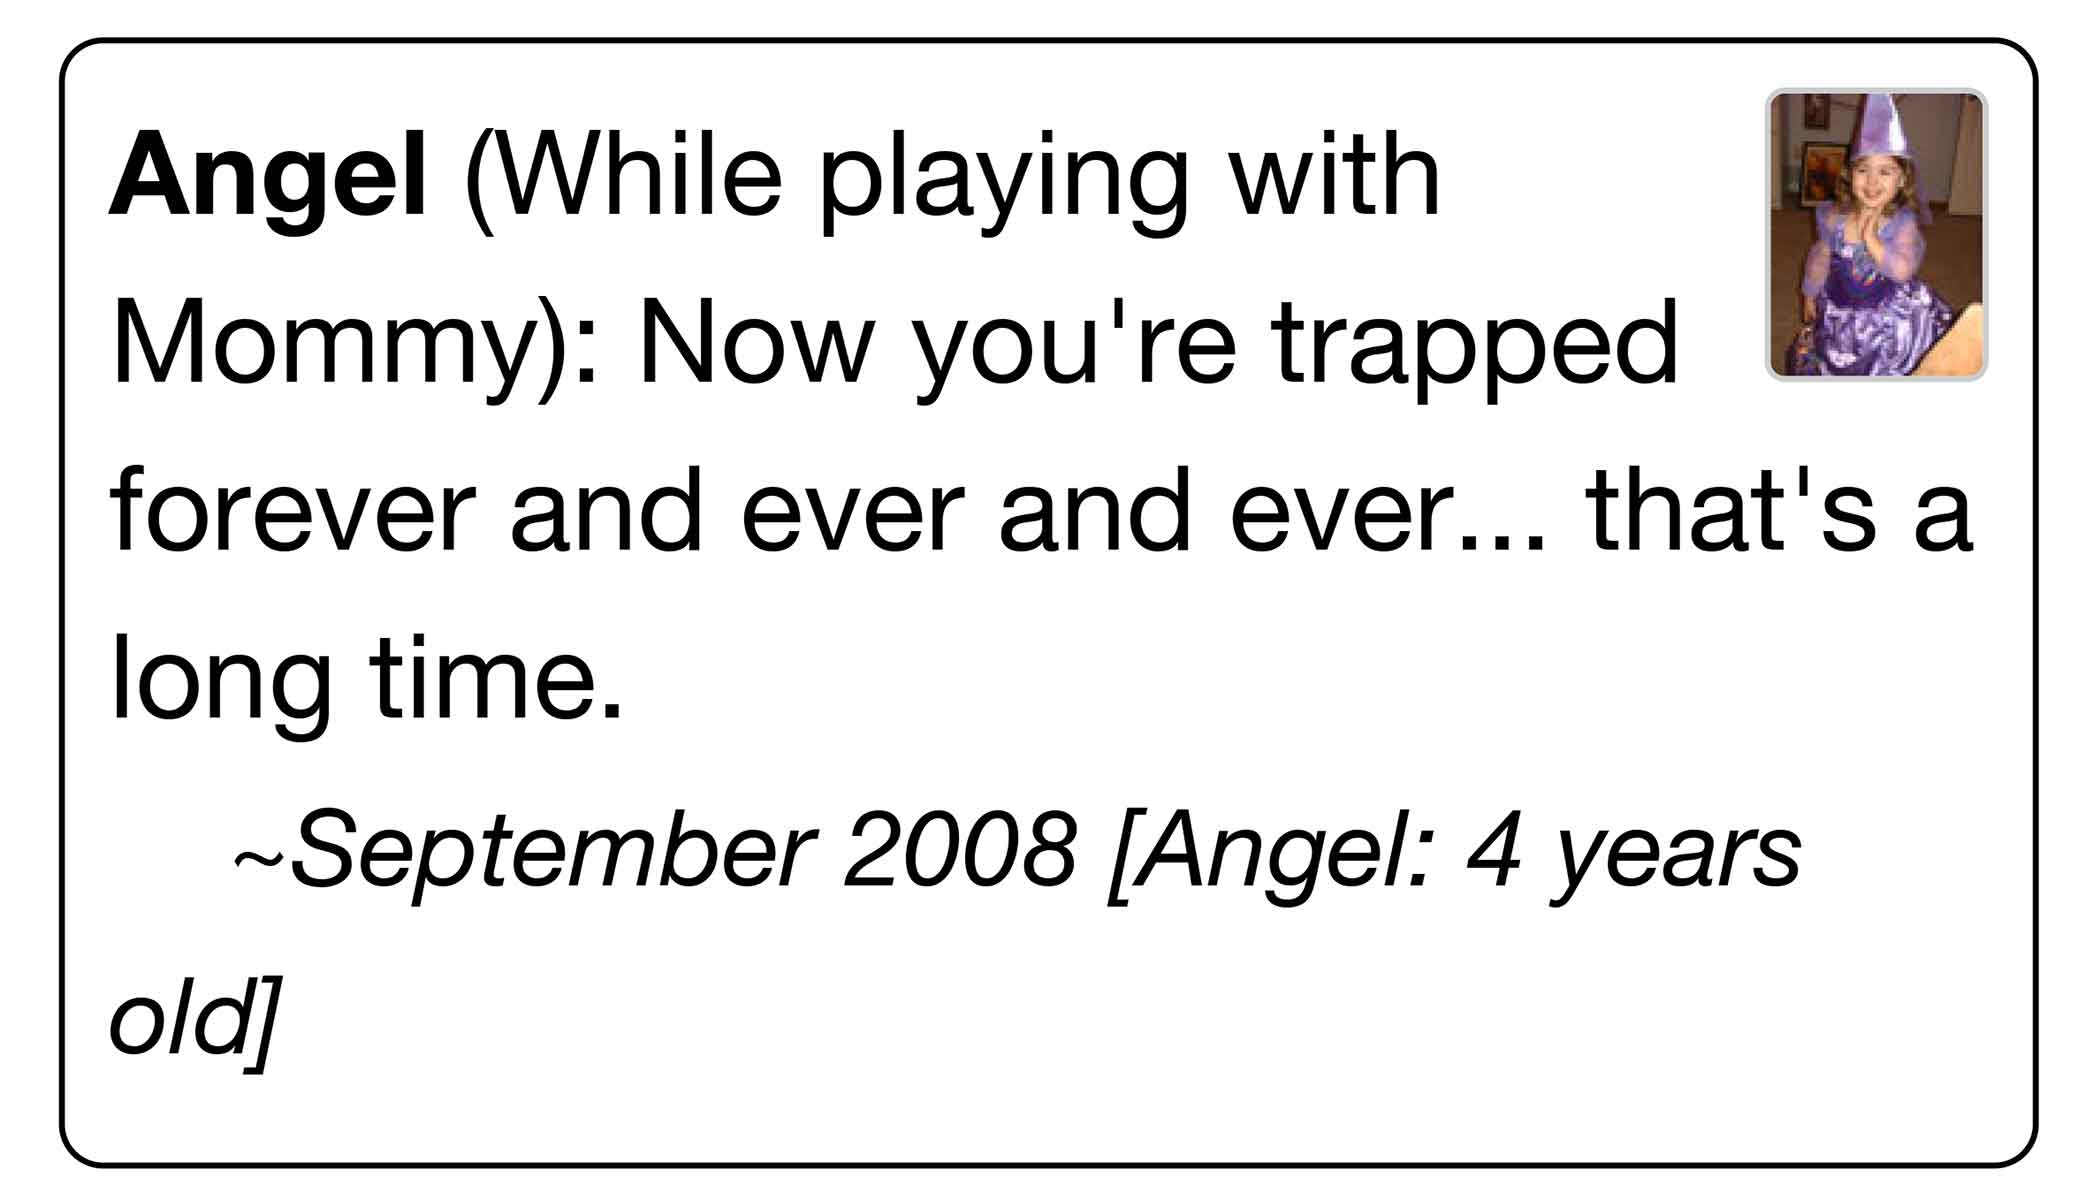 Angel (While playing with
Mommy): Now you're trapped
forever and ever and ever... that's a
long time.
~September 2008 [Angel: 4 years
old]